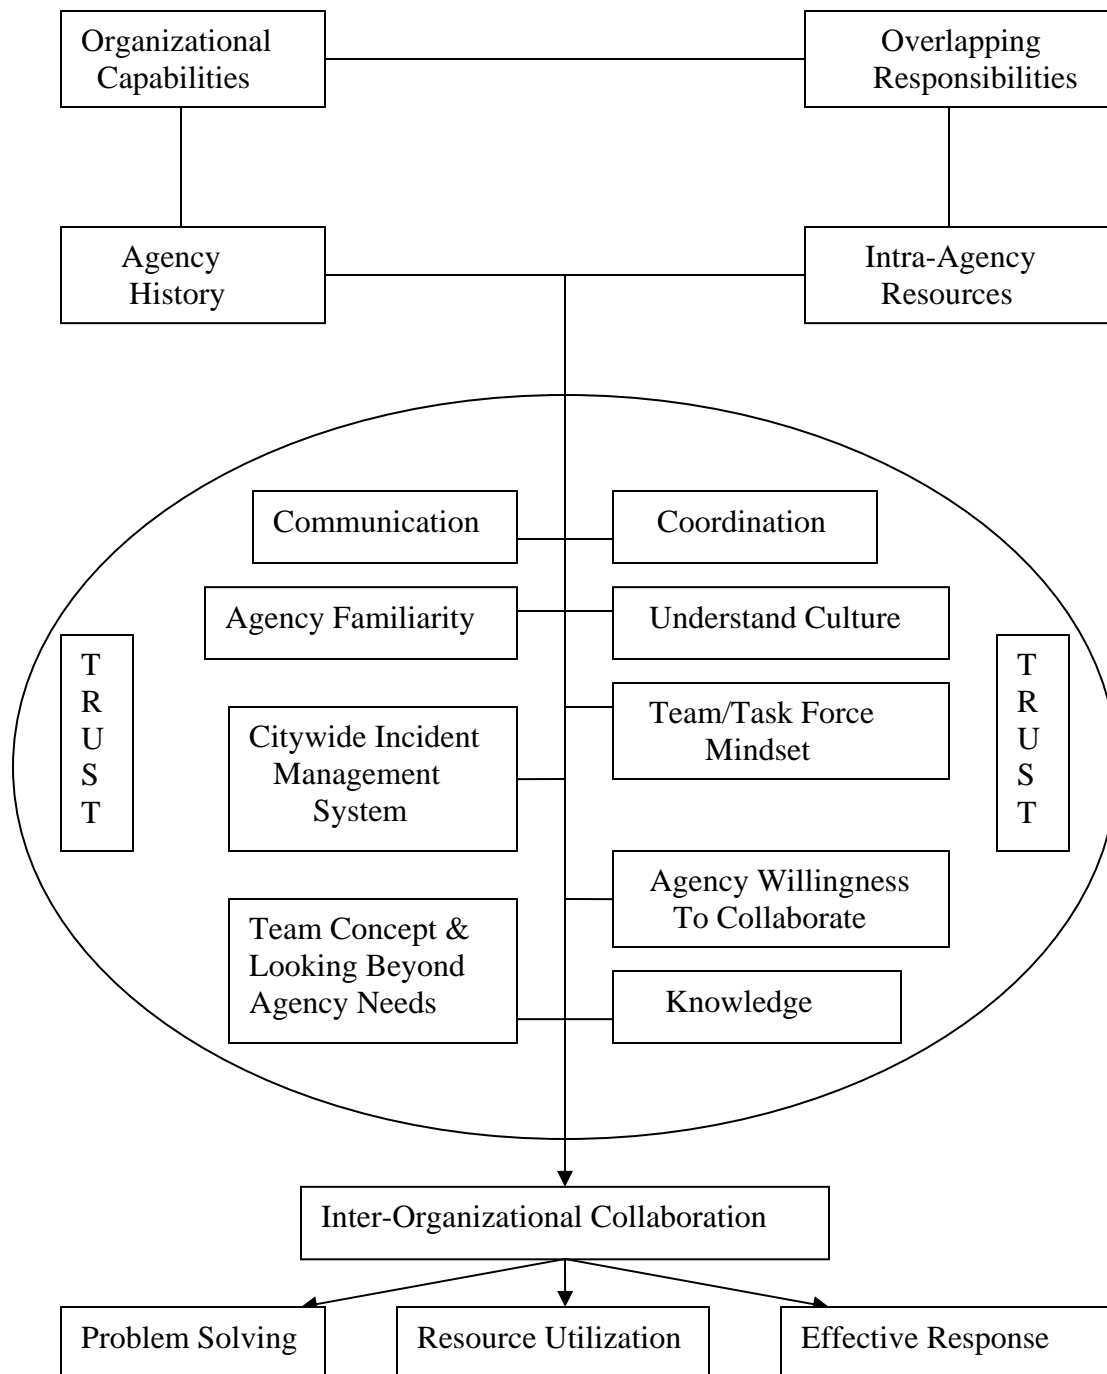 Organizational
Capabilities
Overlapping
Responsibilities
Agency
History
Intra-Agency
Resources
Communication
Coordination
Agency Familiarity
Understand Culture
T
R
U
S
T
Citywide Incident
Management
System
Team/Task Force
Mindset
T
R
U
S
T
Team Concept &
Looking Beyond
Agency Needs
Agency Willingness
To Collaborate
Knowledge
Inter-Organizational Collaboration
Problem Solving
Resource Utilization
Effective Response